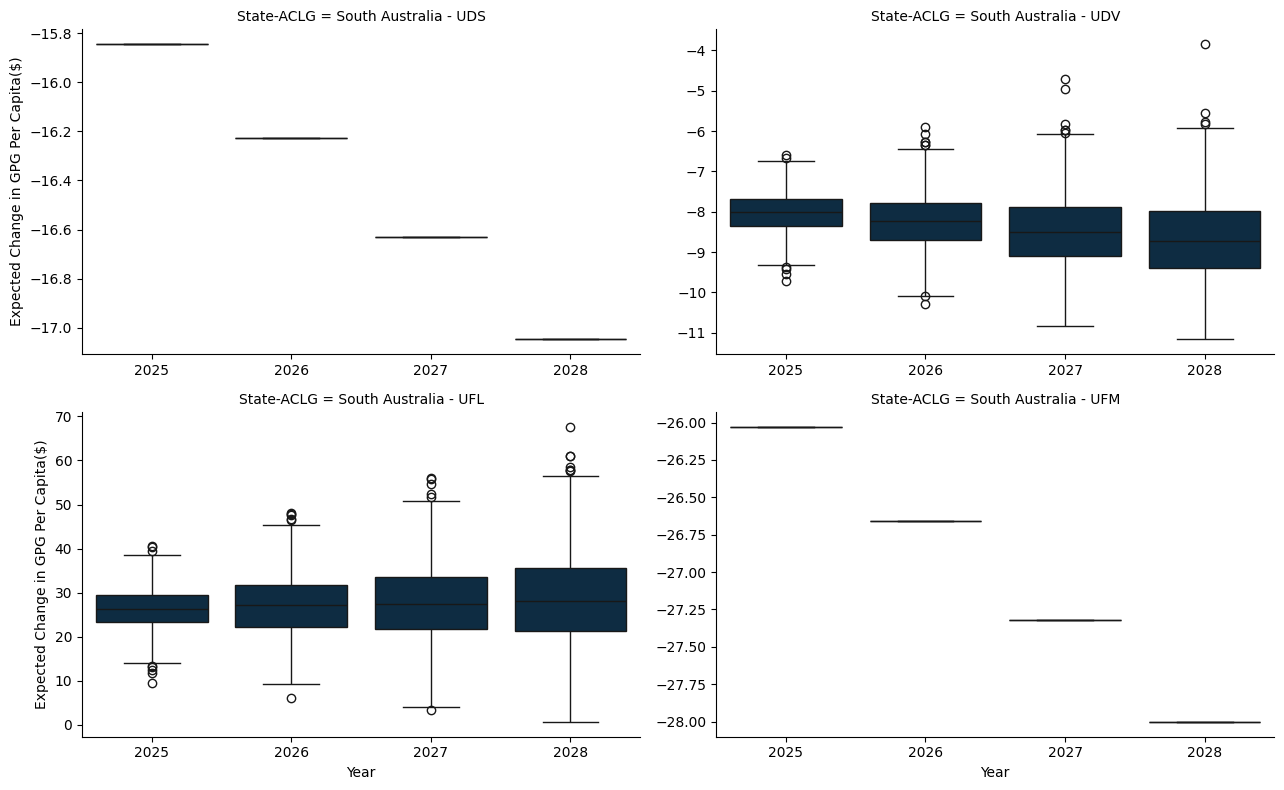 State-ACLG = South Australia - UDS
Expected Change in GPG Per Capita($)
−15.8
−16.0
−16.2
−16.4
−16.6
−16.8
−17.0
2025 2026 2027 2028
State-ACLG = South Australia - UDV
−4
−5
−6
−7
−8
−9
−10
−11
2025 2026 2027 2028
State-ACLG = South Australia - UFL
Expected Change in GPG Per Capita($)
70
60
50
40
30
20
10
0
2025 2026 2027 2028
Year
State-ACLG = South Australia - UFM
−26.00
−26.25
−26.50
−26.75
−27.00
−27.25
−27.50
−27.75
−28.00
2025 2026 2027 2028
Year